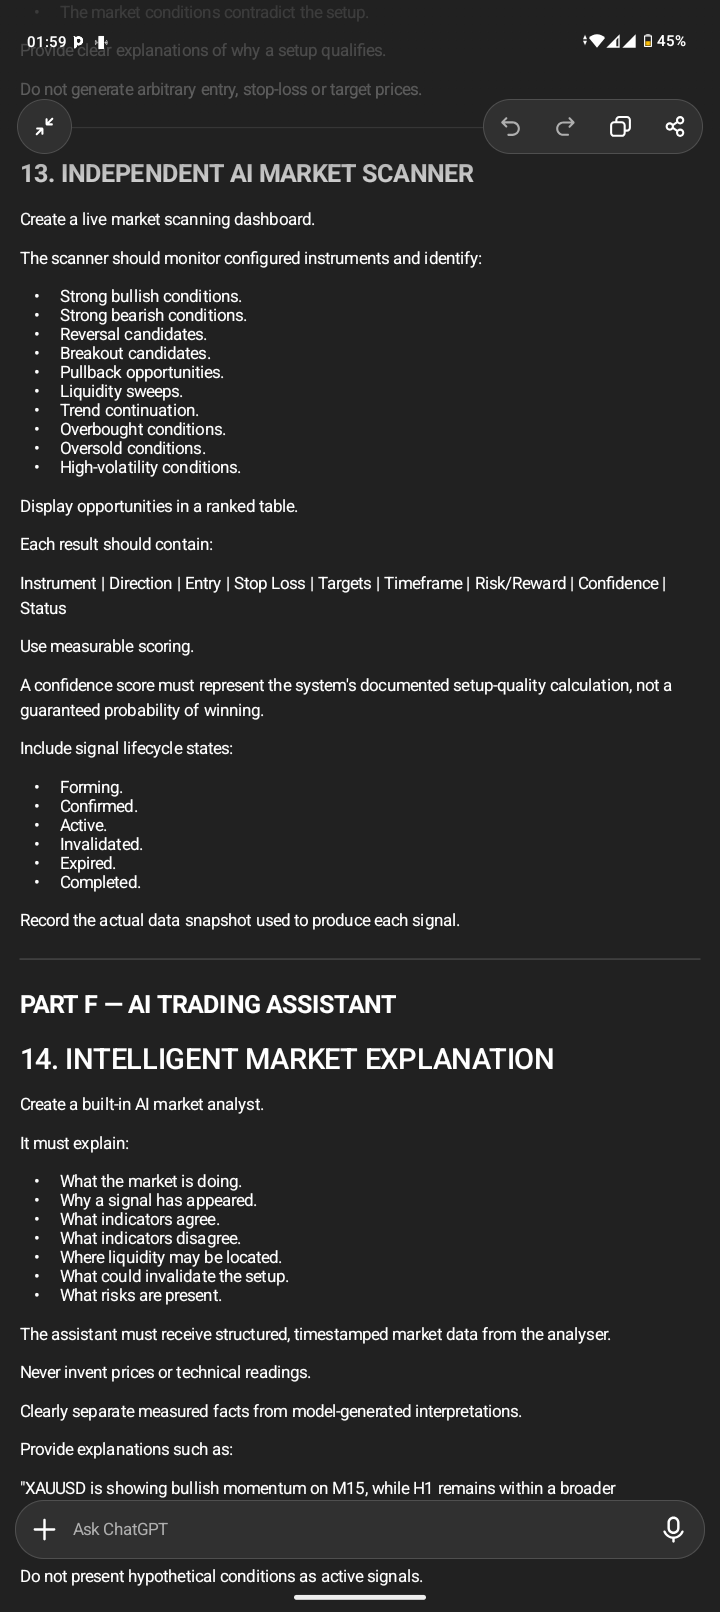 • The market conditions contradict the setup.
01:59
45%
Provide clear explanations of why a setup qualifies.
Do not generate arbitrary entry, stop-loss or target prices.
13. INDEPENDENT AI MARKET SCANNER
Create a live market scanning dashboard.
The scanner should monitor configured instruments and identify:
• Strong bullish conditions.
• Strong bearish conditions.
• Reversal candidates.
• Breakout candidates.
• Pullback opportunities.
• Liquidity sweeps.
• Trend continuation.
• Overbought conditions.
• Oversold conditions.
• High-volatility conditions.
Display opportunities in a ranked table.
Each result should contain:
Instrument | Direction | Entry | Stop Loss | Targets | Timeframe | Risk/Reward | Confidence |
Status
Use measurable scoring.
A confidence score must represent the system's documented setup-quality calculation, not a
guaranteed probability of winning.
Include signal lifecycle states:
• Forming.
• Confirmed.
• Active.
• Invalidated.
• Expired.
• Completed.
Record the actual data snapshot used to produce each signal.
PART F — AI TRADING ASSISTANT
14. INTELLIGENT MARKET EXPLANATION
Create a built-in AI market analyst.
It must explain:
• What the market is doing.
• Why a signal has appeared.
• What indicators agree.
• What indicators disagree.
• Where liquidity may be located.
• What could invalidate the setup.
• What risks are present.
The assistant must receive structured, timestamped market data from the analyser.
Never invent prices or technical readings.
Clearly separate measured facts from model-generated interpretations.
Provide explanations such as:
"XAUUSD is showing bullish momentum on M15, while H1 remains within a broader
Ask ChatGPT
Do not present hypothetical conditions as active signals.